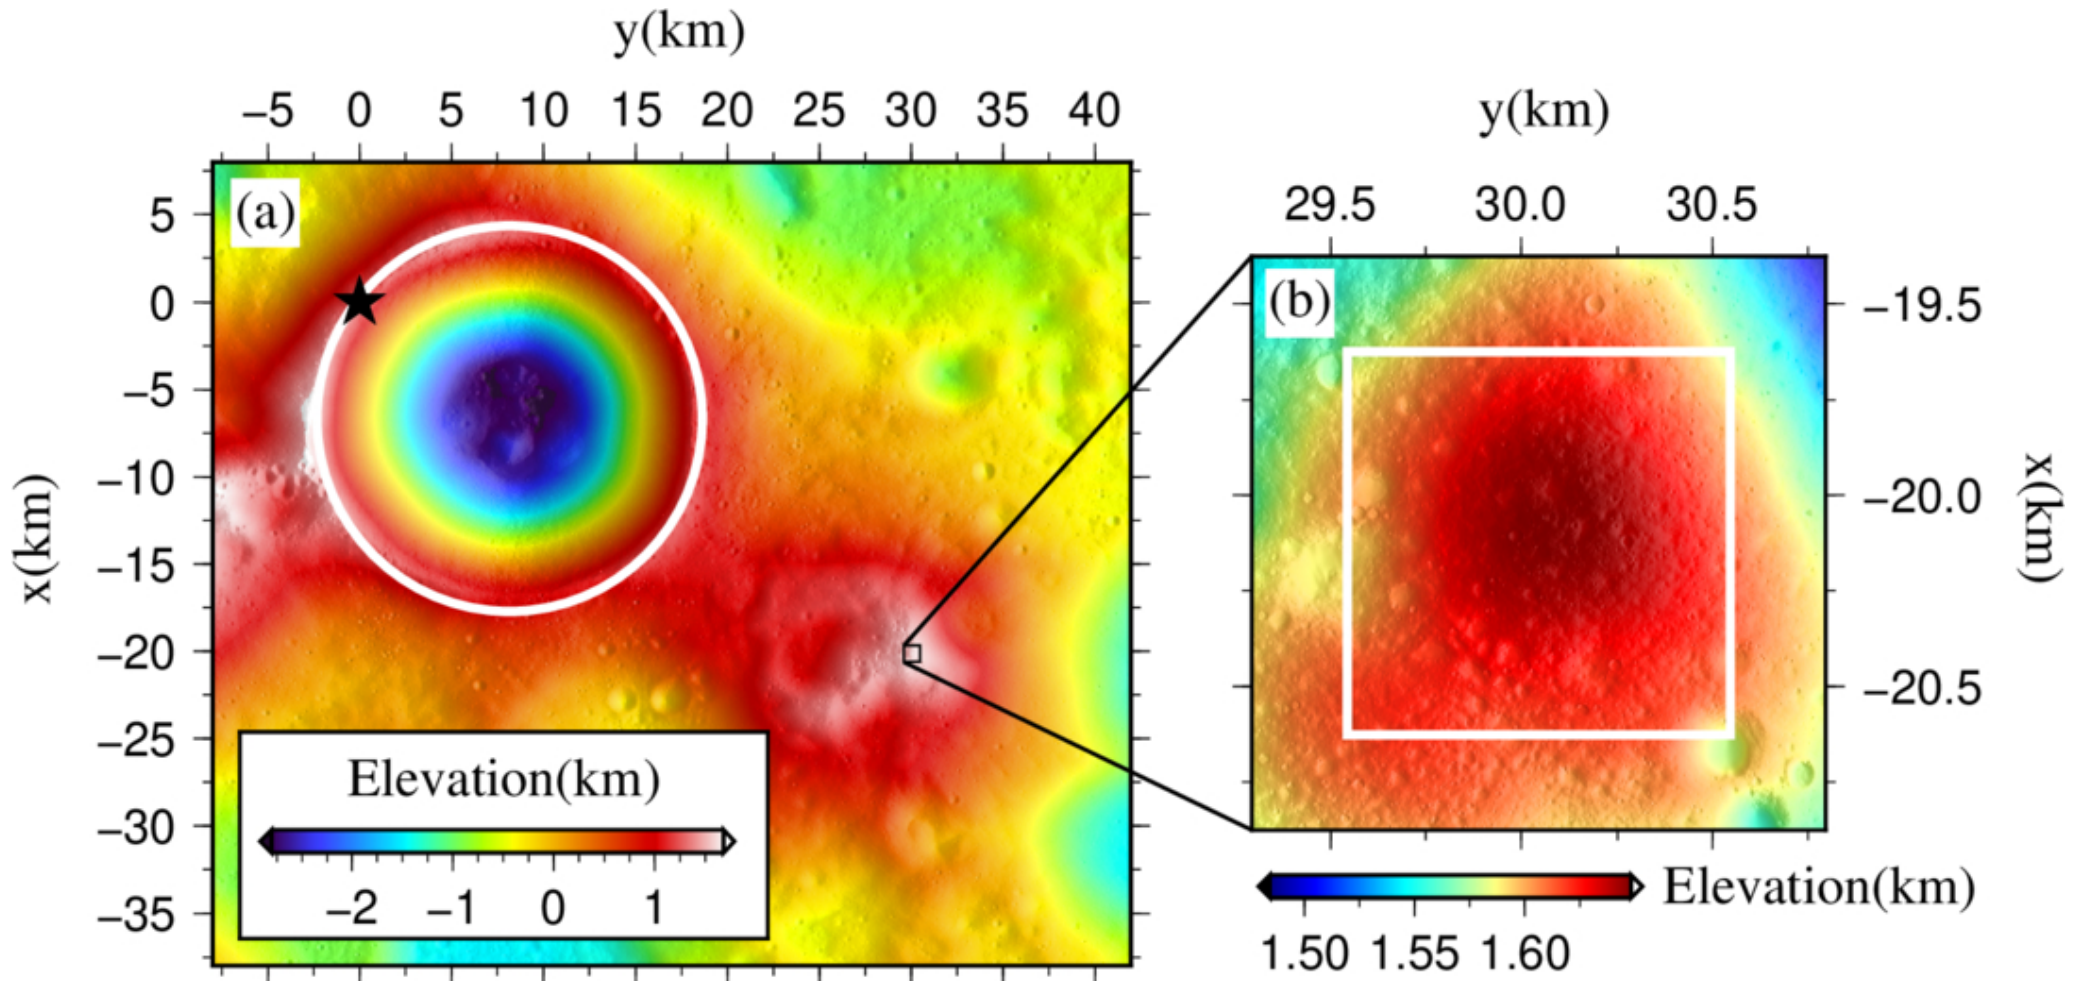 y(km)
−5 0 5 10 15 20 25 30 35 40
(a)
5
0
−5
−10
−15
−20
−25
−30
−35
x(km)
Elevation(km)
−2 −1 0 1
y(km)
29.5 30.0 30.5
(b)
−19.5
−20.0
−20.5
x(km)
Elevation(km)
1.50 1.55 1.60